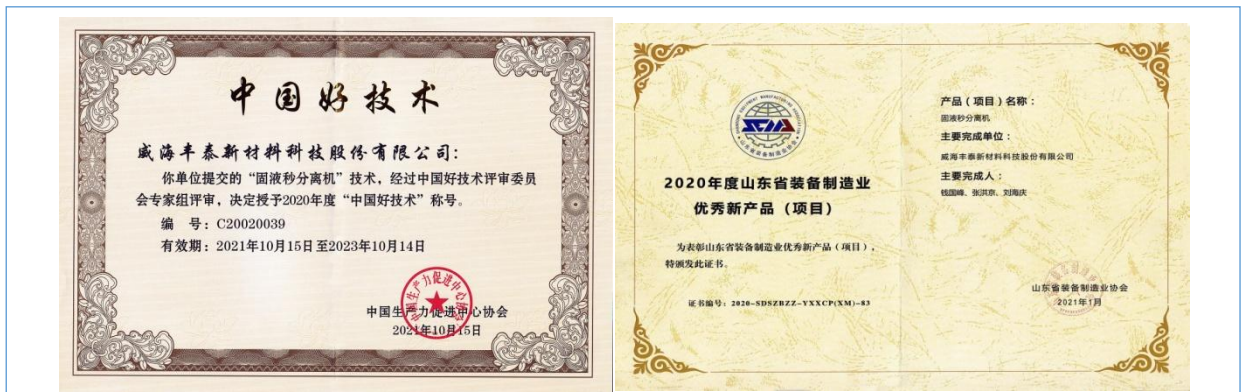 中国好技术
威海丰泰新材料科技股份有限公司：
你单位提交的“固液秒分离机”技术，经过中国好技术评审委员
会专家组评审，决定授予2020年度“中国好技术”称号。
编 号：C20020039
有效期：2021年10月15日至2023年10月14日
中国生产力促进中心协会
2021年10月15日
2020年度山东省装备制造业
优秀新产品（项目）
为表彰山东省装备制造业优秀新产品（项目），
特颁发此证书。
证书编号：2020-SDSZBZZ-YXXCP(XM)-83
产品（项目）名称：
固液秒分离机
主要完成单位：
威海丰泰新材料科技股份有限公司
主要完成人：
钱国峰、张洪京、刘海庆
山东省装备制造业协会
2021年1月